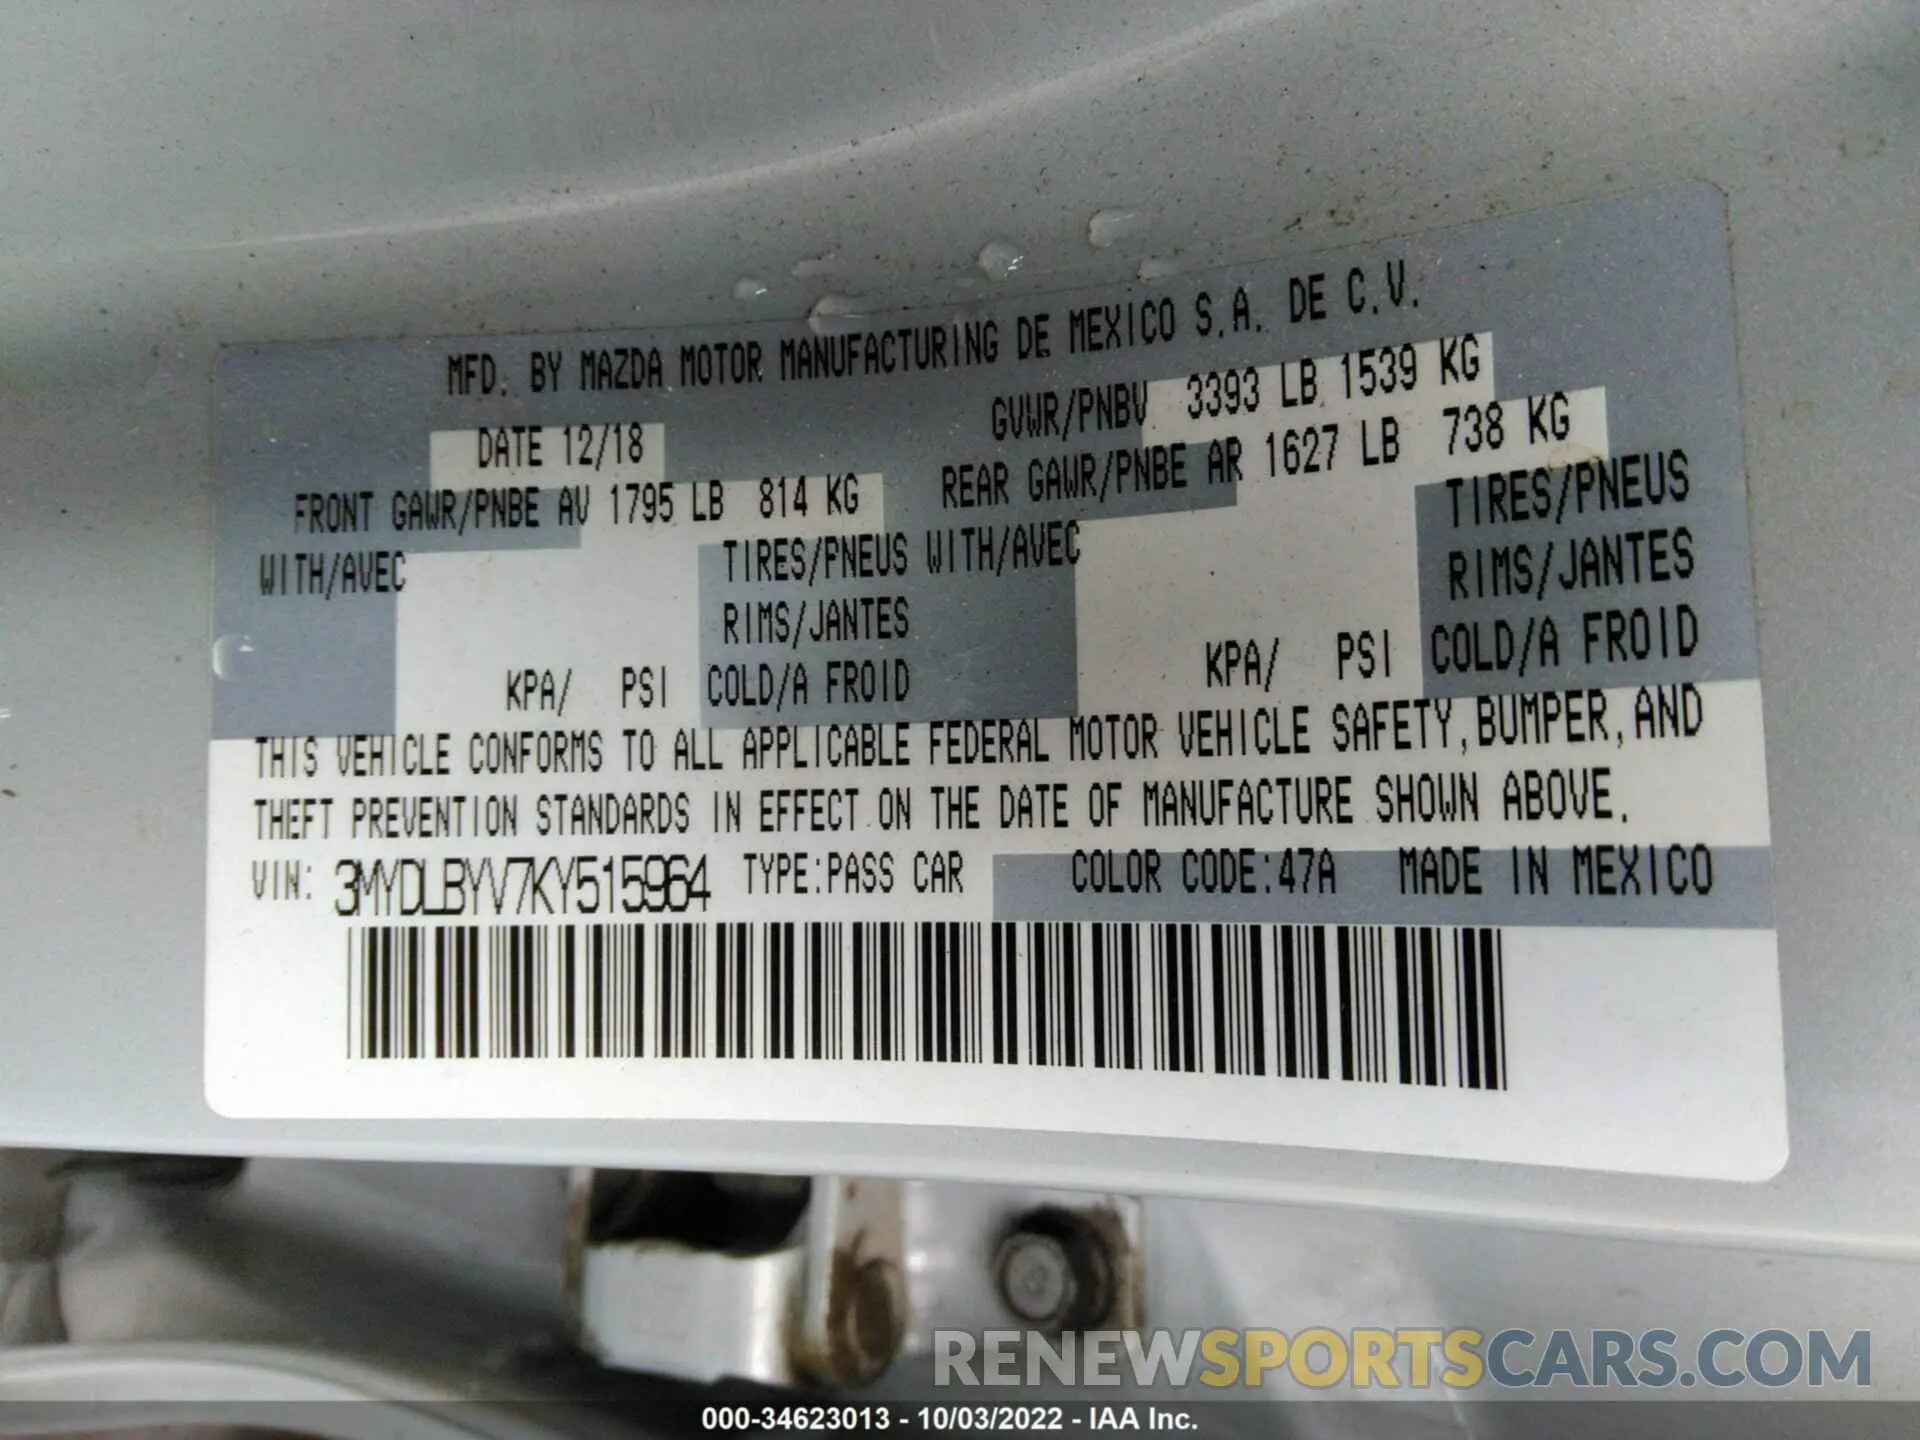 MFD. BY MAZDA MOTOR MANUFACTURING DE MEXICO S.A. DE C.V.
DATE 12/18 GVWR/PNBV 3393 LB 1539 KG
FRONT GAWR/PNBE AV 1795 LB 814 KG REAR GAWR/PNBE AR 1627 LB 738 KG
WITH/AVEC TIRES/PNEUS WITH/AVEC TIRES/PNEUS
RIMS/JANTES RIMS/JANTES
KPA/ PSI COLD/A FROID KPA/ PSI COLD/A FROID
THIS VEHICLE CONFORMS TO ALL APPLICABLE FEDERAL MOTOR VEHICLE SAFETY, BUMPER, AND
THEFT PREVENTION STANDARDS IN EFFECT ON THE DATE OF MANUFACTURE SHOWN ABOVE.
VIN: 3MYDLBYV7KY515964 TYPE:PASS CAR COLOR CODE:47A MADE IN MEXICO
RENEWSPORTSCARS.COM
000-34623013 - 10/03/2022 - IAA Inc.